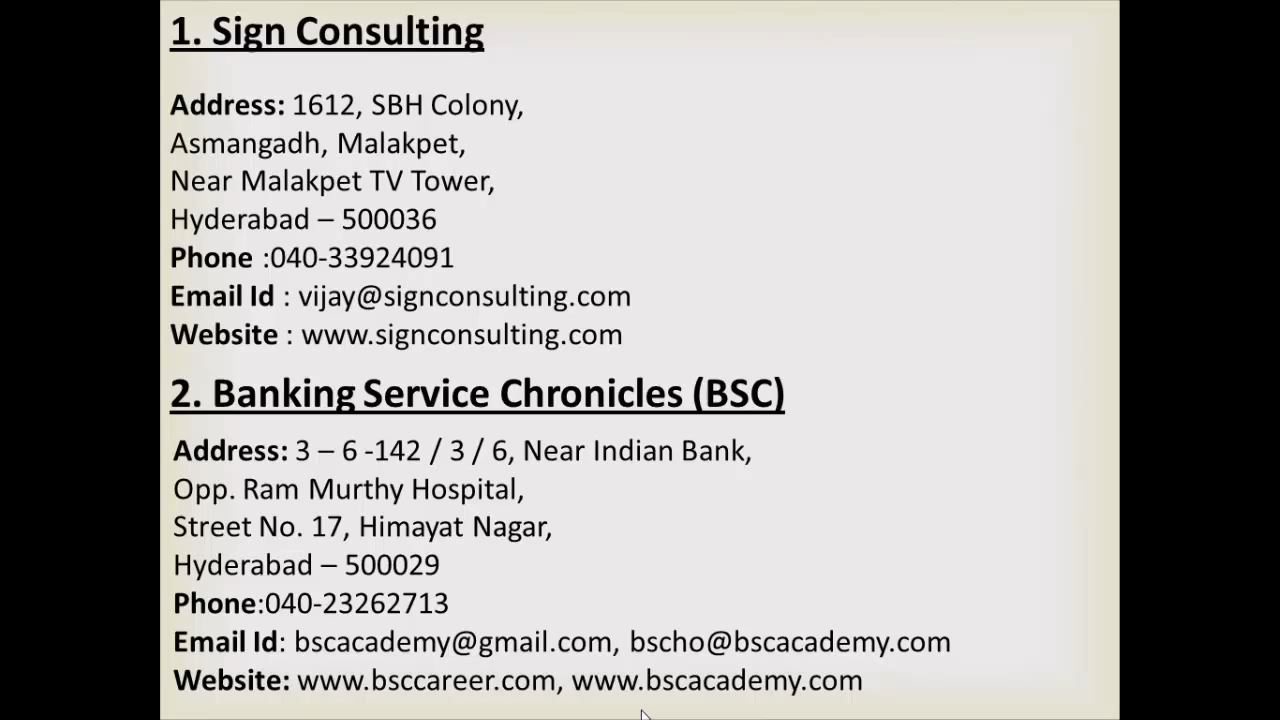 1. Sign Consulting
Address: 1612, SBH Colony,
Asmangadh, Malakpet,
Near Malakpet TV Tower,
Hyderabad – 500036
Phone :040-33924091
Email Id : vijay@signconsulting.com
Website : www.signconsulting.com
2. Banking Service Chronicles (BSC)
Address: 3 – 6 -142 / 3 / 6, Near Indian Bank,
Opp. Ram Murthy Hospital,
Street No. 17, Himayat Nagar,
Hyderabad – 500029
Phone:040-23262713
Email Id: bscacademy@gmail.com, bscho@bscacademy.com
Website: www.bsccareer.com, www.bscacademy.com